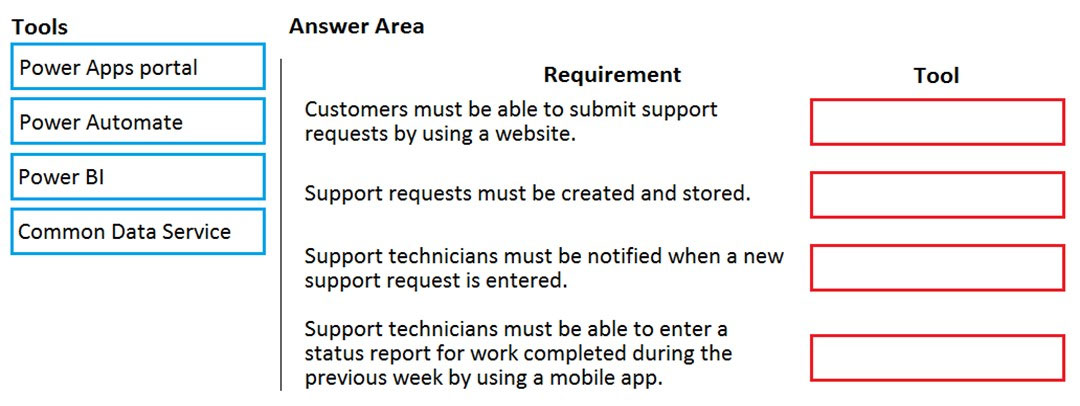 Tools
Answer Area
Power Apps portal
Power Automate
Power BI
Common Data Service
Requirement
Tool
Customers must be able to submit support
requests by using a website.
Support requests must be created and stored.
Support technicians must be notified when a new
support request is entered.
Support technicians must be able to enter a
status report for work completed during the
previous week by using a mobile app.